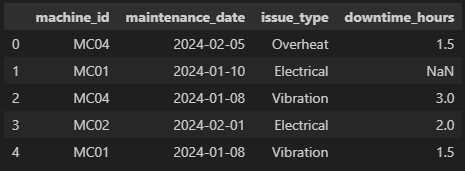 machine_id maintenance_date issue_type downtime_hours
0 MC04 2024-02-05 Overheat 1.5
1 MC01 2024-01-10 Electrical NaN
2 MC04 2024-01-08 Vibration 3.0
3 MC02 2024-02-01 Electrical 2.0
4 MC01 2024-01-08 Vibration 1.5